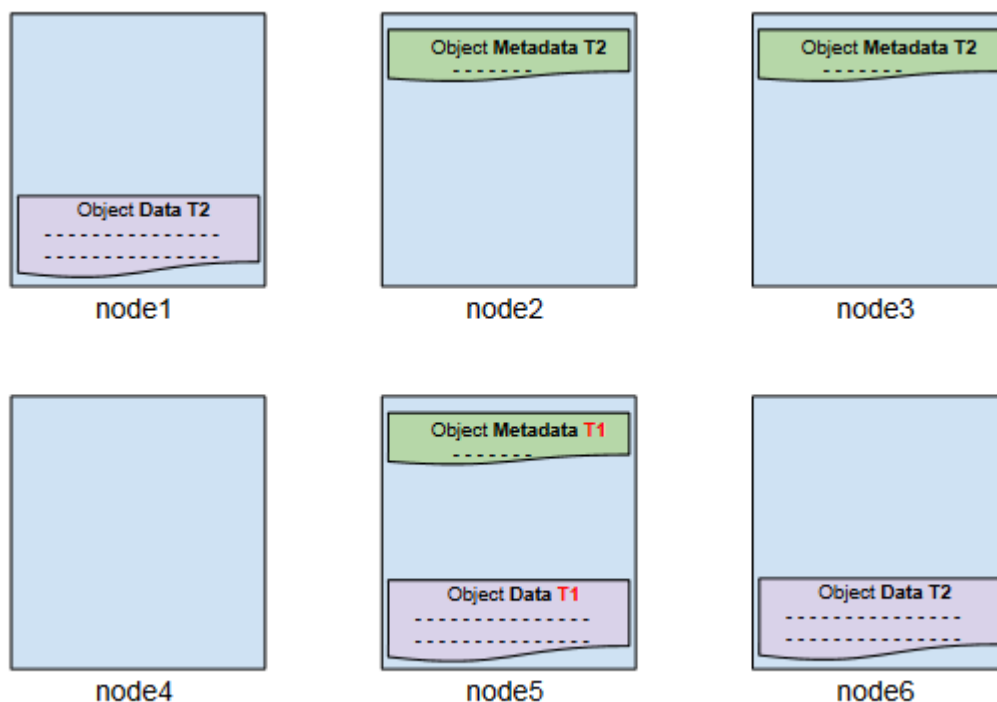 Object Metadata T2
Object Metadata T2
Object Data T2
node1
node2
node3
Object Metadata T1
Object Data T1
Object Data T2
node4
node5
node6